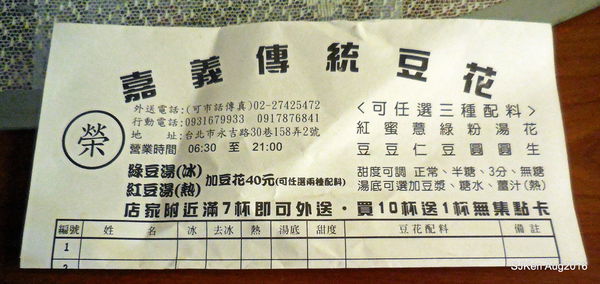 嘉義傳統豆花
榮
外送電話:(可市話傳真)02-27425472
行動電話:0931679933 0917876841
地 址:台北市永吉路30巷158弄2號
營業時間 06:30 至 21:00
<可任選三種配料>
紅蜜薏綠粉湯花
豆豆仁豆圓圓生
綠豆湯(冰)
紅豆湯(熱)
加豆花40元(可任選兩種配料)
甜度可調 正常、半糖、3分、無糖
湯底可選加豆漿、糖水、薑汁(熱)
店家附近滿7杯即可外送·買10杯送1杯無集點卡
編號 姓 名 冰 去冰 熱 湯底 甜度 豆花配料 備註
1
SJKen Aug2016